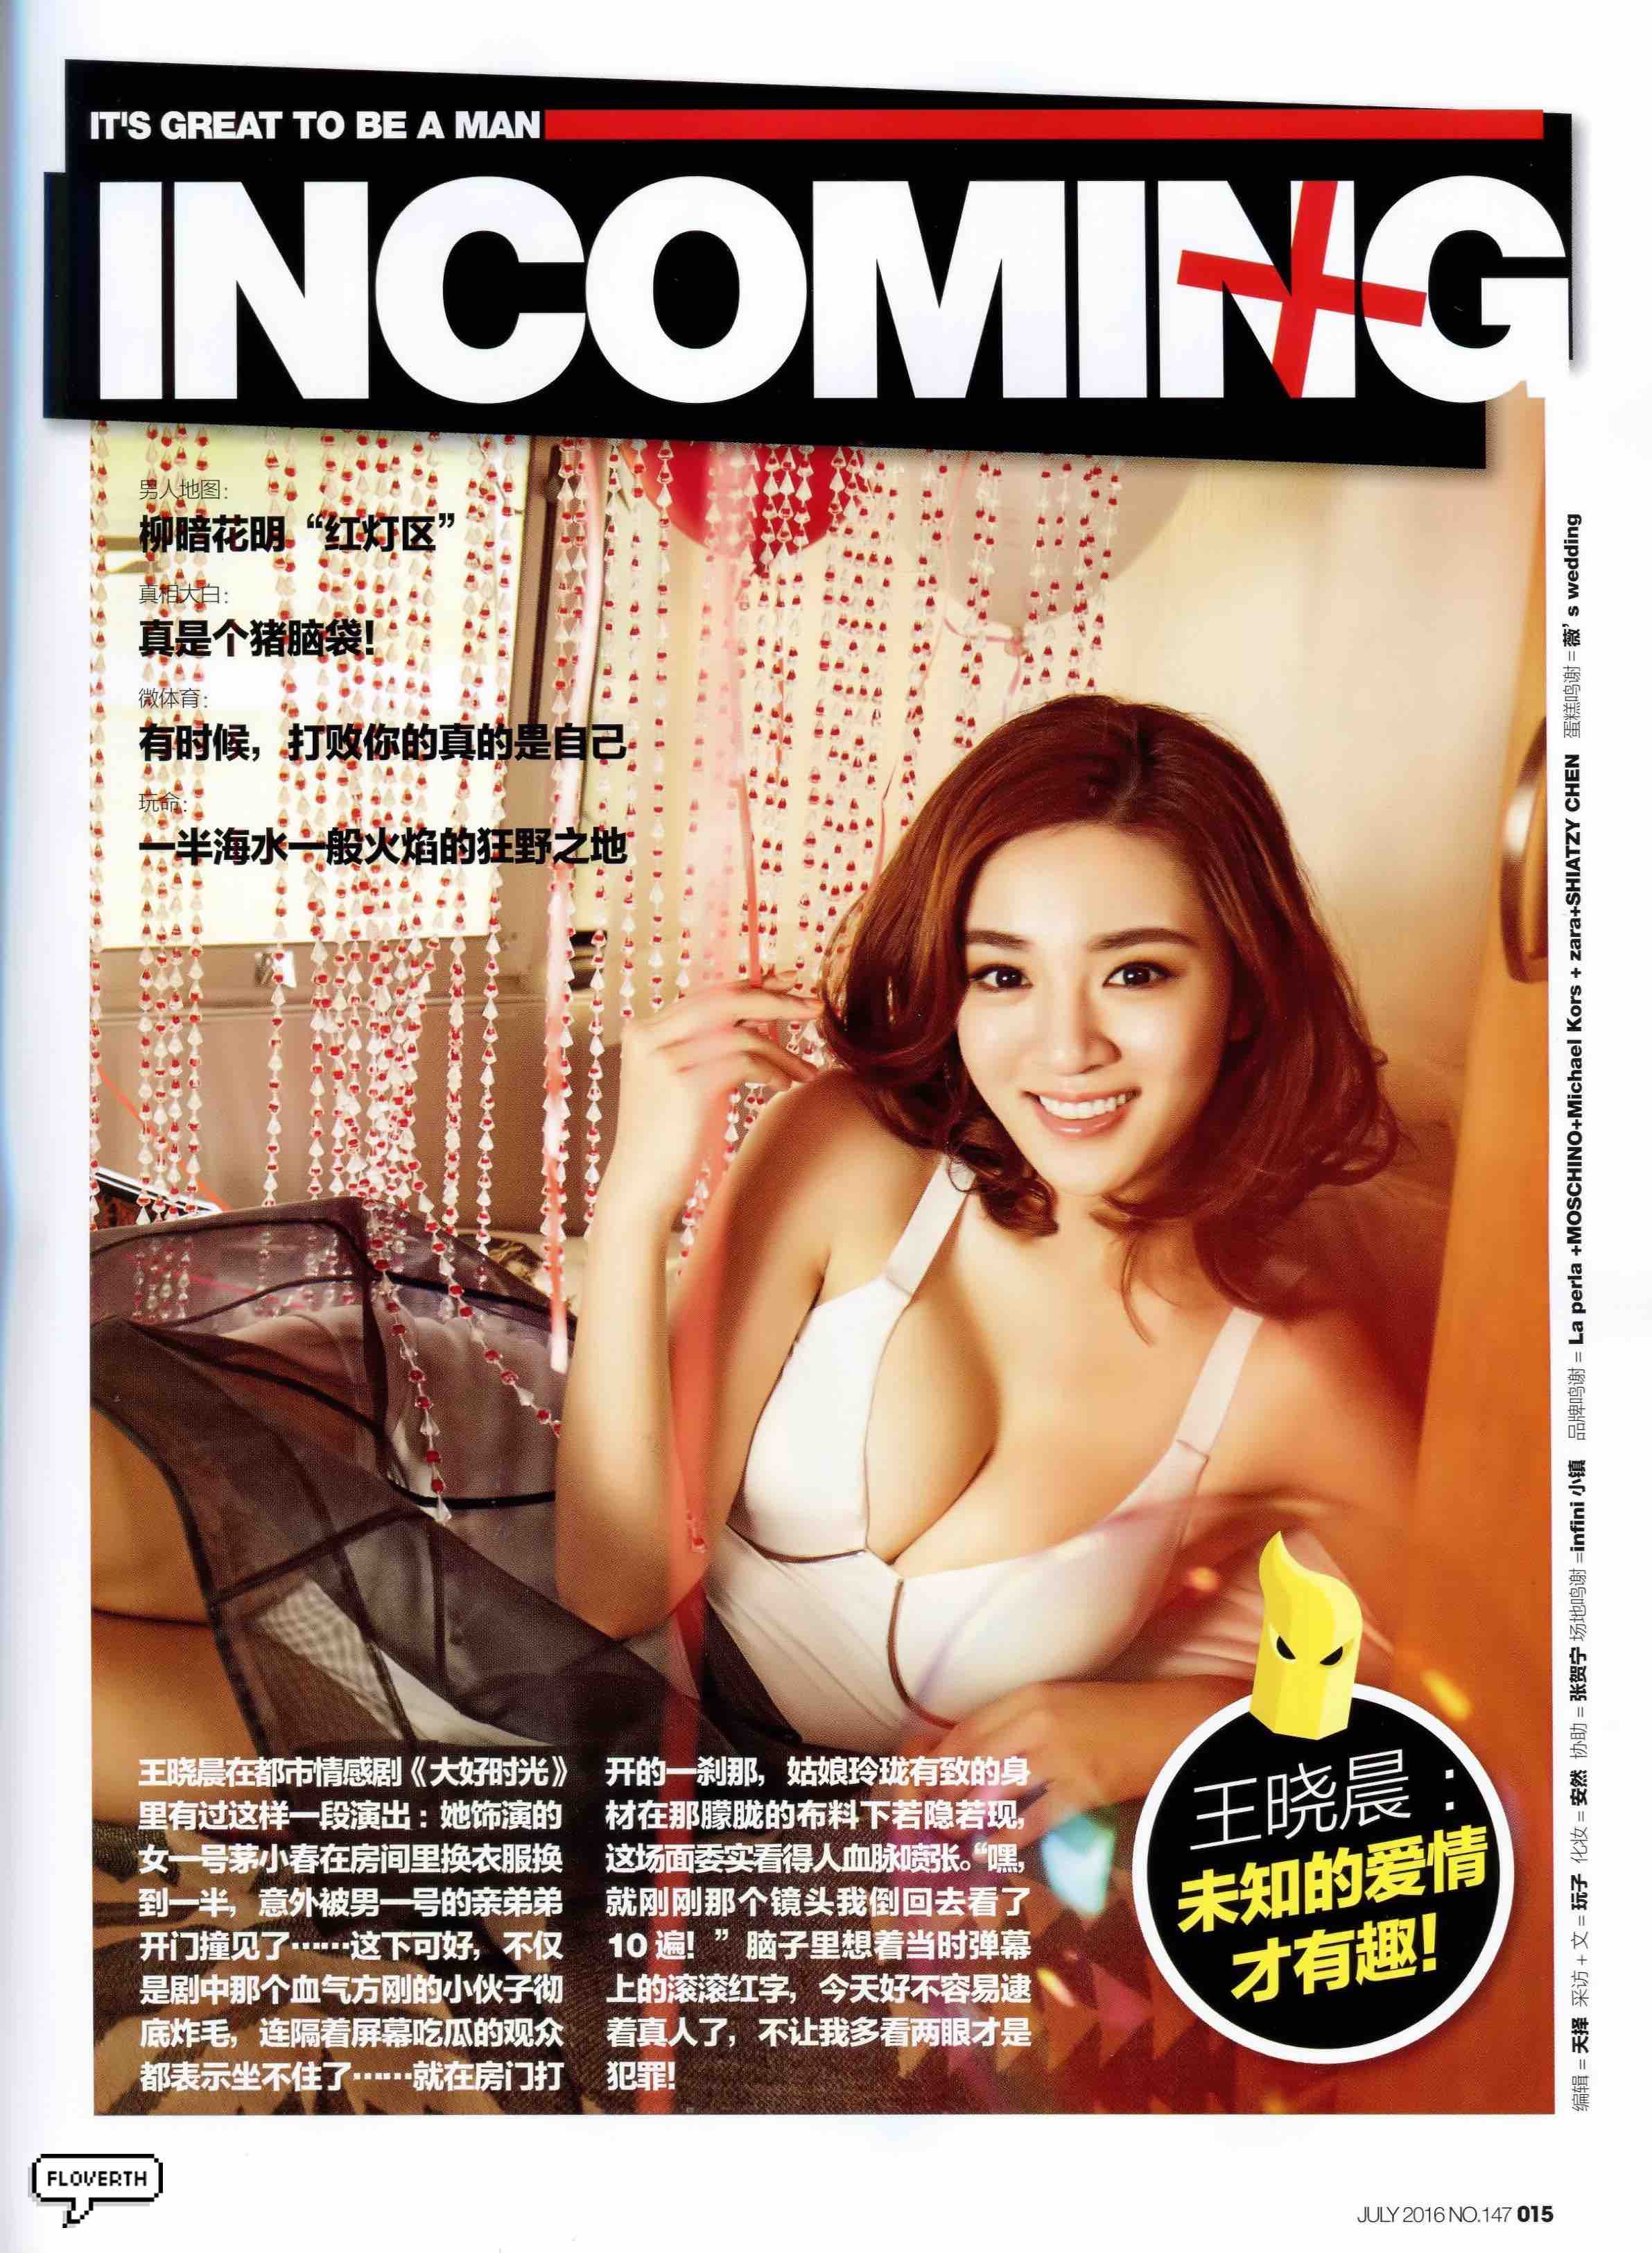 IT'S GREAT TO BE A MAN
INCOMING
男人地图：
柳暗花明“红灯区”
真相大白：
真是个猪脑袋！
微体育：
有时候，打败你的真的是自己
玩命：
一半海水一般火焰的狂野之地
王晓晨在都市情感剧《大好时光》
里有过这样一段演出：她饰演的
女一号茅小春在房间里换衣服换
到一半，意外被男一号的亲弟弟
开门撞见了……这下可好，不仅
是剧中那个血气方刚的小伙子彻
底炸毛，连隔着屏幕吃瓜的观众
都表示坐不住了……就在房门打
开的一刹那，姑娘玲珑有致的身
材在那朦胧的布料下若隐若现，
这场面委实看得人血脉喷张。“嘿，
就刚刚那个镜头我倒回去看了
10 遍！”脑子里想着当时弹幕
上的滚滚红字，今天好不容易逮
着真人了，不让我多看两眼才是
犯罪！
王晓晨：
未知的爱情
才有趣！
编辑 = 天择 采访 + 文 = 玩子 化妆 = 安然 协助 = 张贺宁 场地鸣谢 =infini 小镇 品牌鸣谢 = La perla +MOSCHINO+Michael Kors + zara+SHIATZY CHEN 蛋糕鸣谢 = 薇’s wedding
FLOVERTH
JULY 2016 NO.147 015